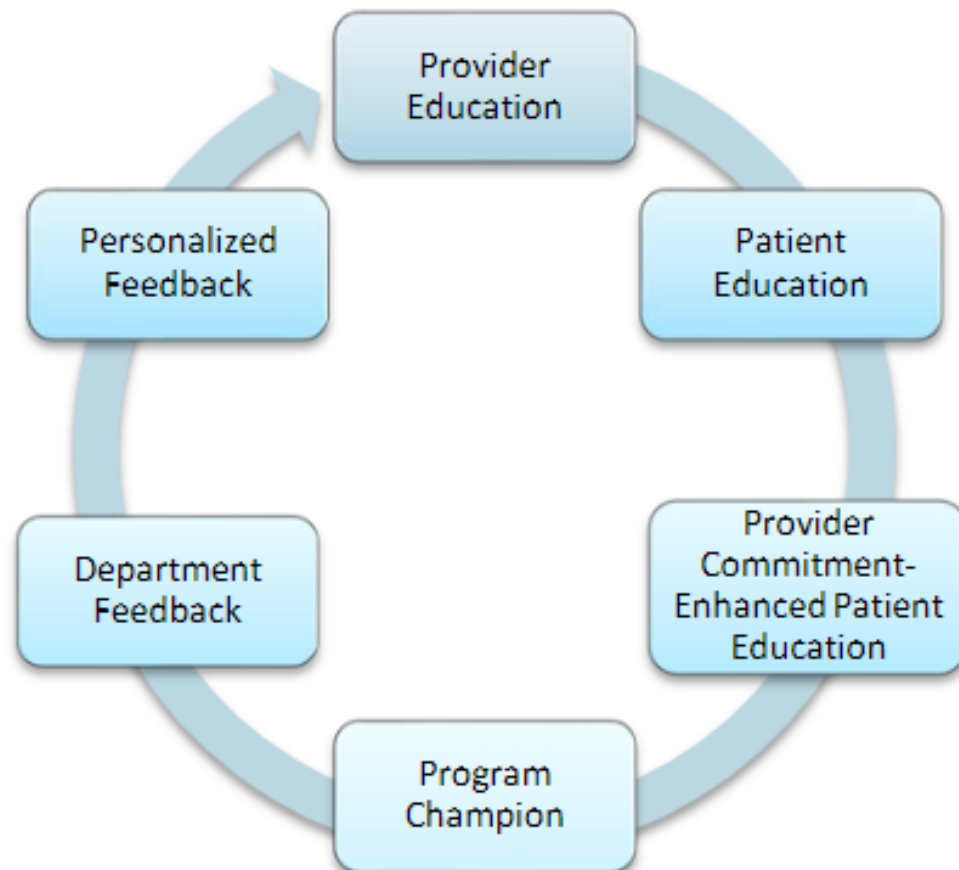 Provider
Education
Patient
Education
Provider
Commitment-
Enhanced Patient
Education
Program
Champion
Department
Feedback
Personalized
Feedback